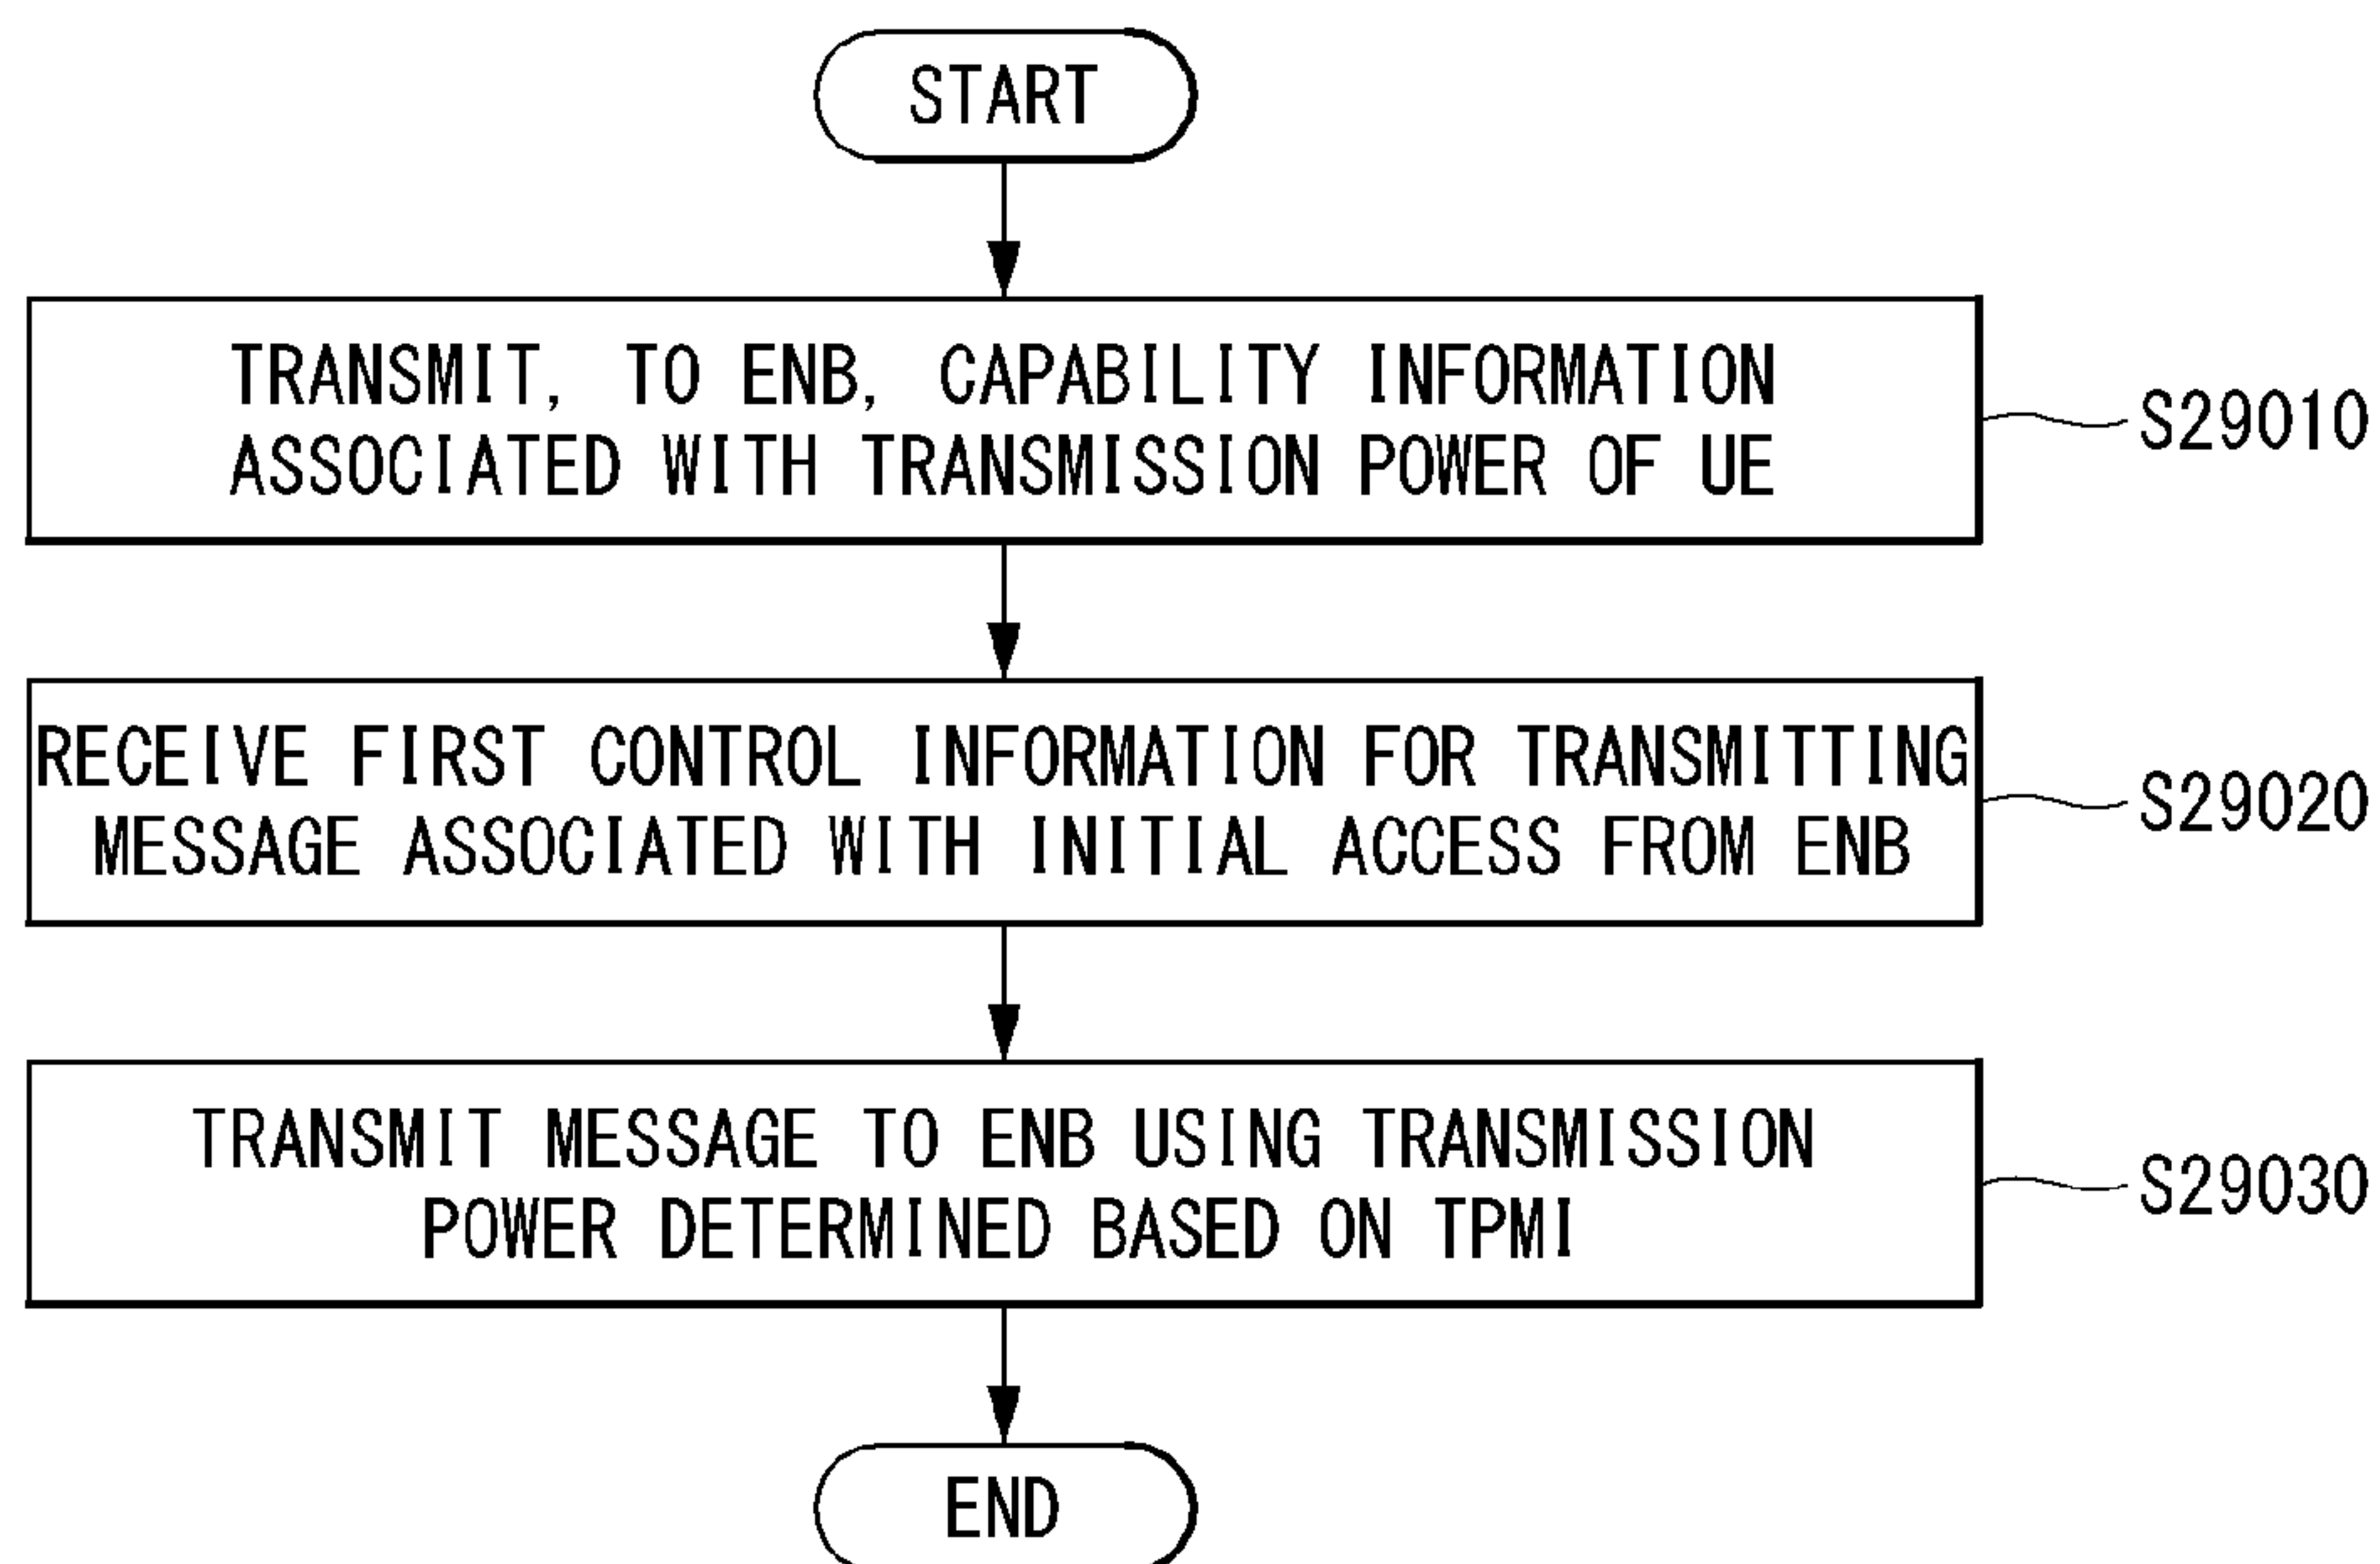 START
TRANSMIT, TO ENB, CAPABILITY INFORMATION
ASSOCIATED WITH TRANSMISSION POWER OF UE
S29010
RECEIVE FIRST CONTROL INFORMATION FOR TRANSMITTING
MESSAGE ASSOCIATED WITH INITIAL ACCESS FROM ENB
S29020
TRANSMIT MESSAGE TO ENB USING TRANSMISSION
POWER DETERMINED BASED ON TPMI
S29030
END